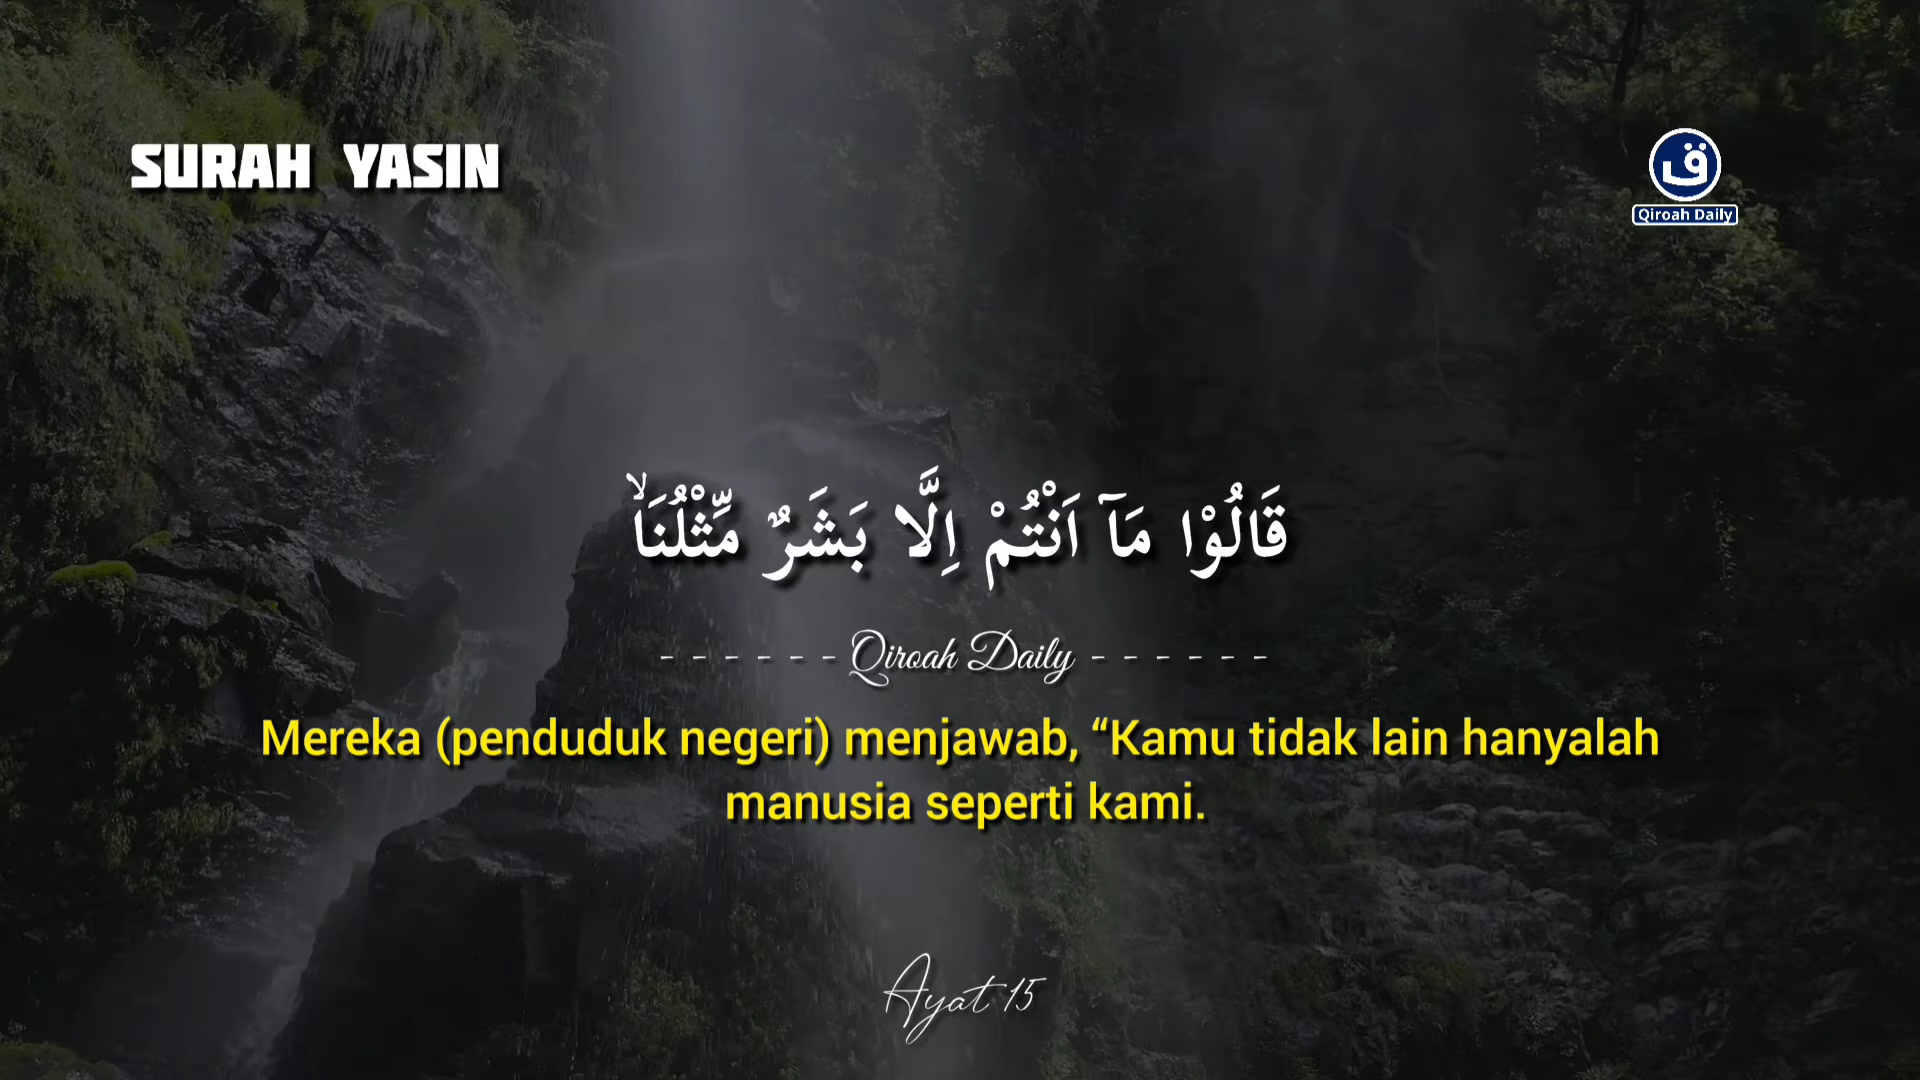 SURAH YASIN
ق
Qiroah Daily
قَالُوْا مَآ اَنْتُمْ اِلَّا بَشَرٌ مِّثْلُنَاۙ
- - - - - - Qiroah Daily - - - - - -
Mereka (penduduk negeri) menjawab, “Kamu tidak lain hanyalah
manusia seperti kami.
Ayat 15